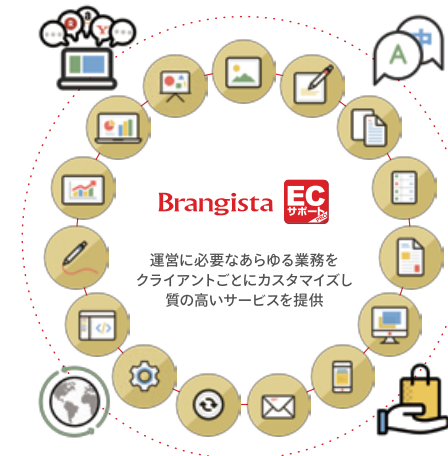 R a Y
A 中
Brangista
EC
サポート
運営に必要なあらゆる業務を
クライアントごとにカスタマイズし
質の高いサービスを提供